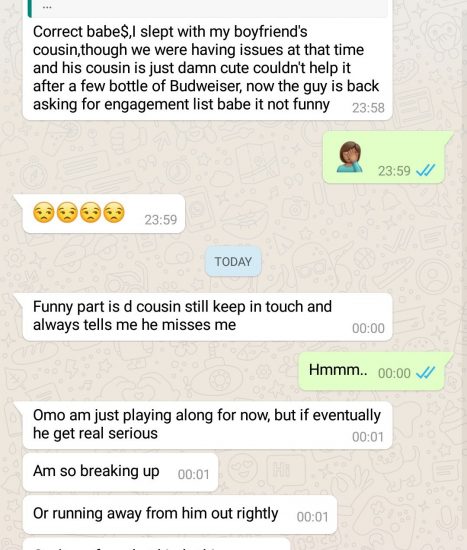 ...
Correct babe$,I slept with my boyfriend's
cousin,though we were having issues at that time
and his cousin is just damn cute couldn't help it
after a few bottle of Budweiser, now the guy is back
asking for engagement list babe it not funny 23:58
23:59
23:59
TODAY
Funny part is d cousin still keep in touch and
always tells me he misses me 00:00
Hmmm.. 00:00
Omo am just playing along for now, but if eventually
he get real serious 00:01
Am so breaking up 00:01
Or running away from him out rightly 00:01